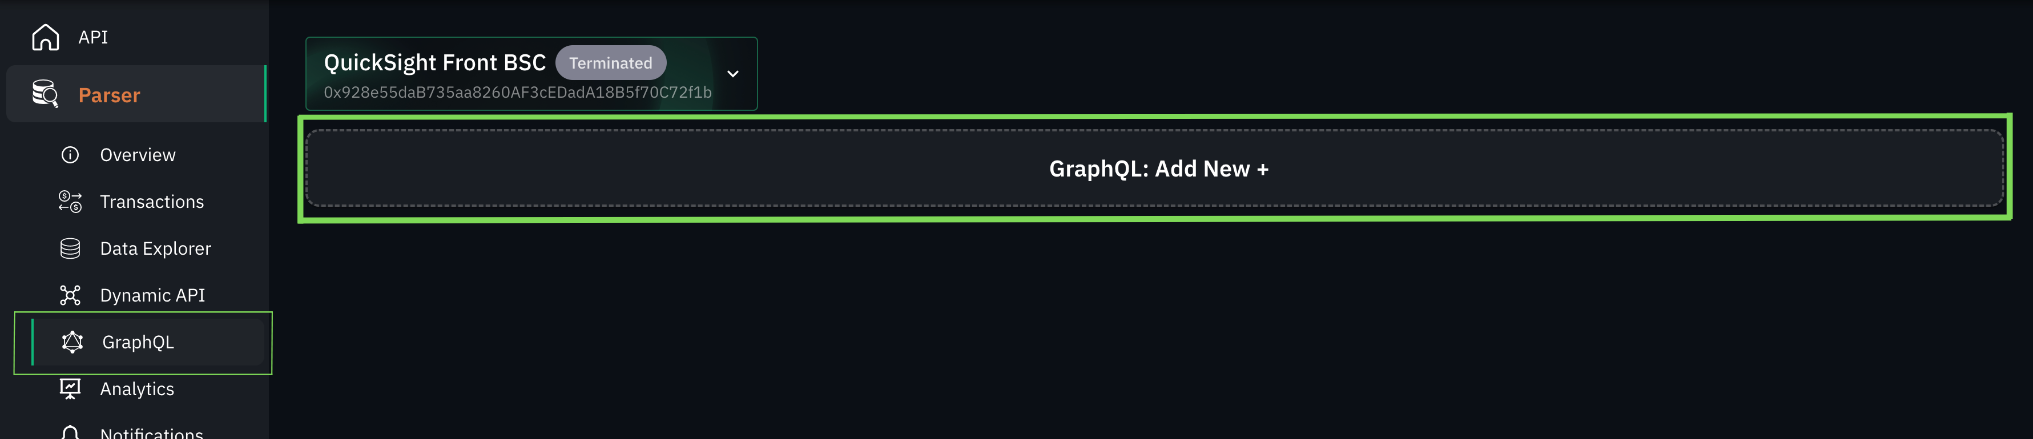 API
Parser
Overview
Transactions
Data Explorer
Dynamic API
GraphQL
Analytics
Notifications
QuickSight Front BSC Terminated
0x928e55daB735aa8260AF3cEDadA18B5f70C72f1b
GraphQL: Add New +